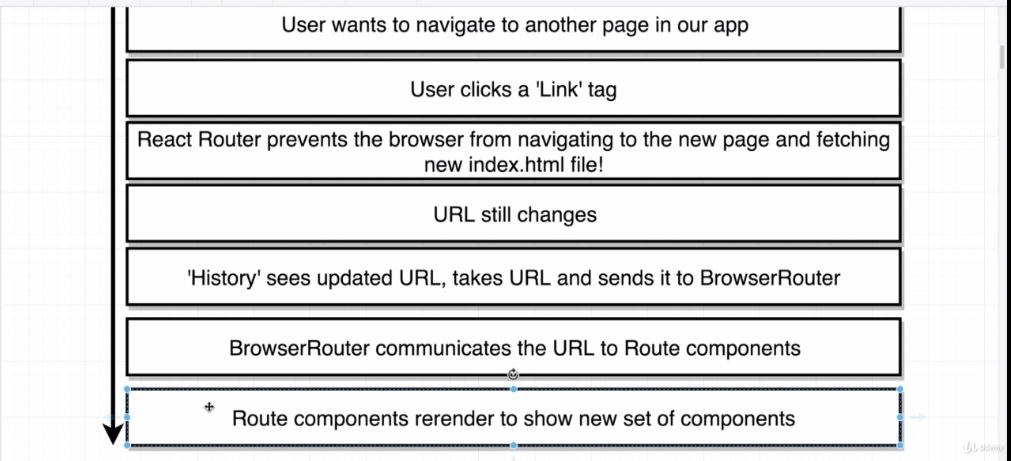 User wants to navigate to another page in our app
User clicks a 'Link' tag
React Router prevents the browser from navigating to the new page and fetching
new index.html file!
URL still changes
'History' sees updated URL, takes URL and sends it to BrowserRouter
BrowserRouter communicates the URL to Route components
Route components rerender to show new set of components
Udemy